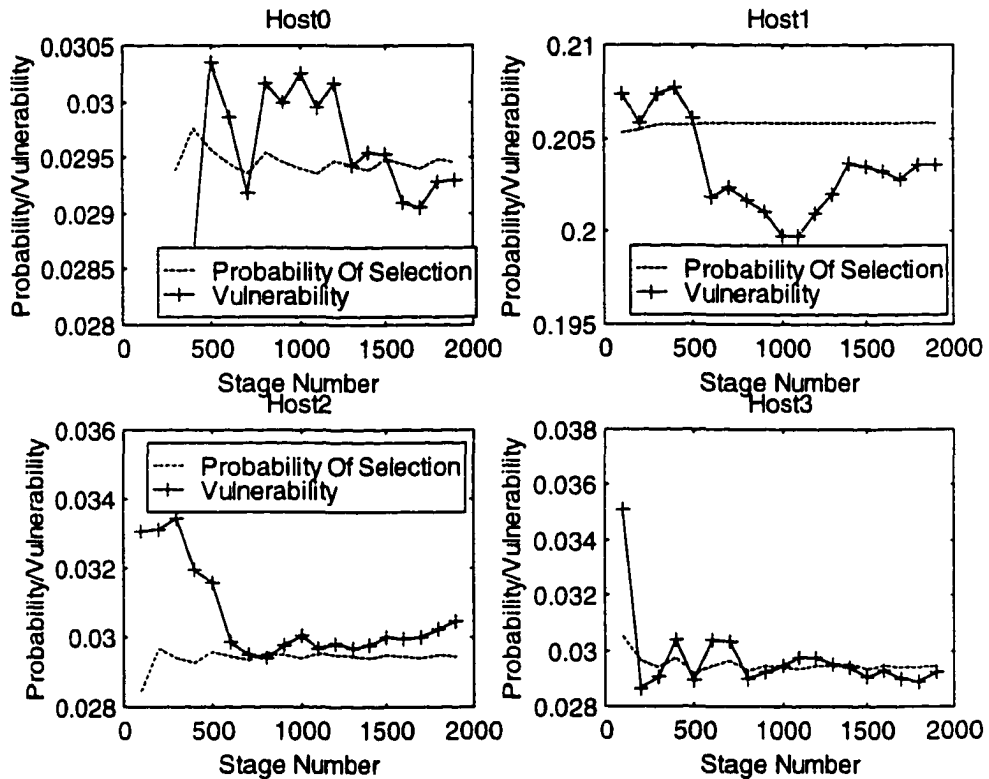 Host0
Probability/Vulnerability
0.0305
0.03
0.0295
0.029
0.0285
0.028
Probability Of Selection
Vulnerability
0
500
1000
1500
2000
Stage Number
Host1
Probability/Vulnerability
0.21
0.205
0.2
0.195
Probability Of Selection
Vulnerability
0
500
1000
1500
2000
Stage Number
Host2
Probability/Vulnerability
0.036
0.034
0.032
0.03
0.028
Probability Of Selection
Vulnerability
0
500
1000
1500
2000
Stage Number
Host3
Probability/Vulnerability
0.038
0.036
0.034
0.032
0.03
0.028
0
500
1000
1500
2000
Stage Number